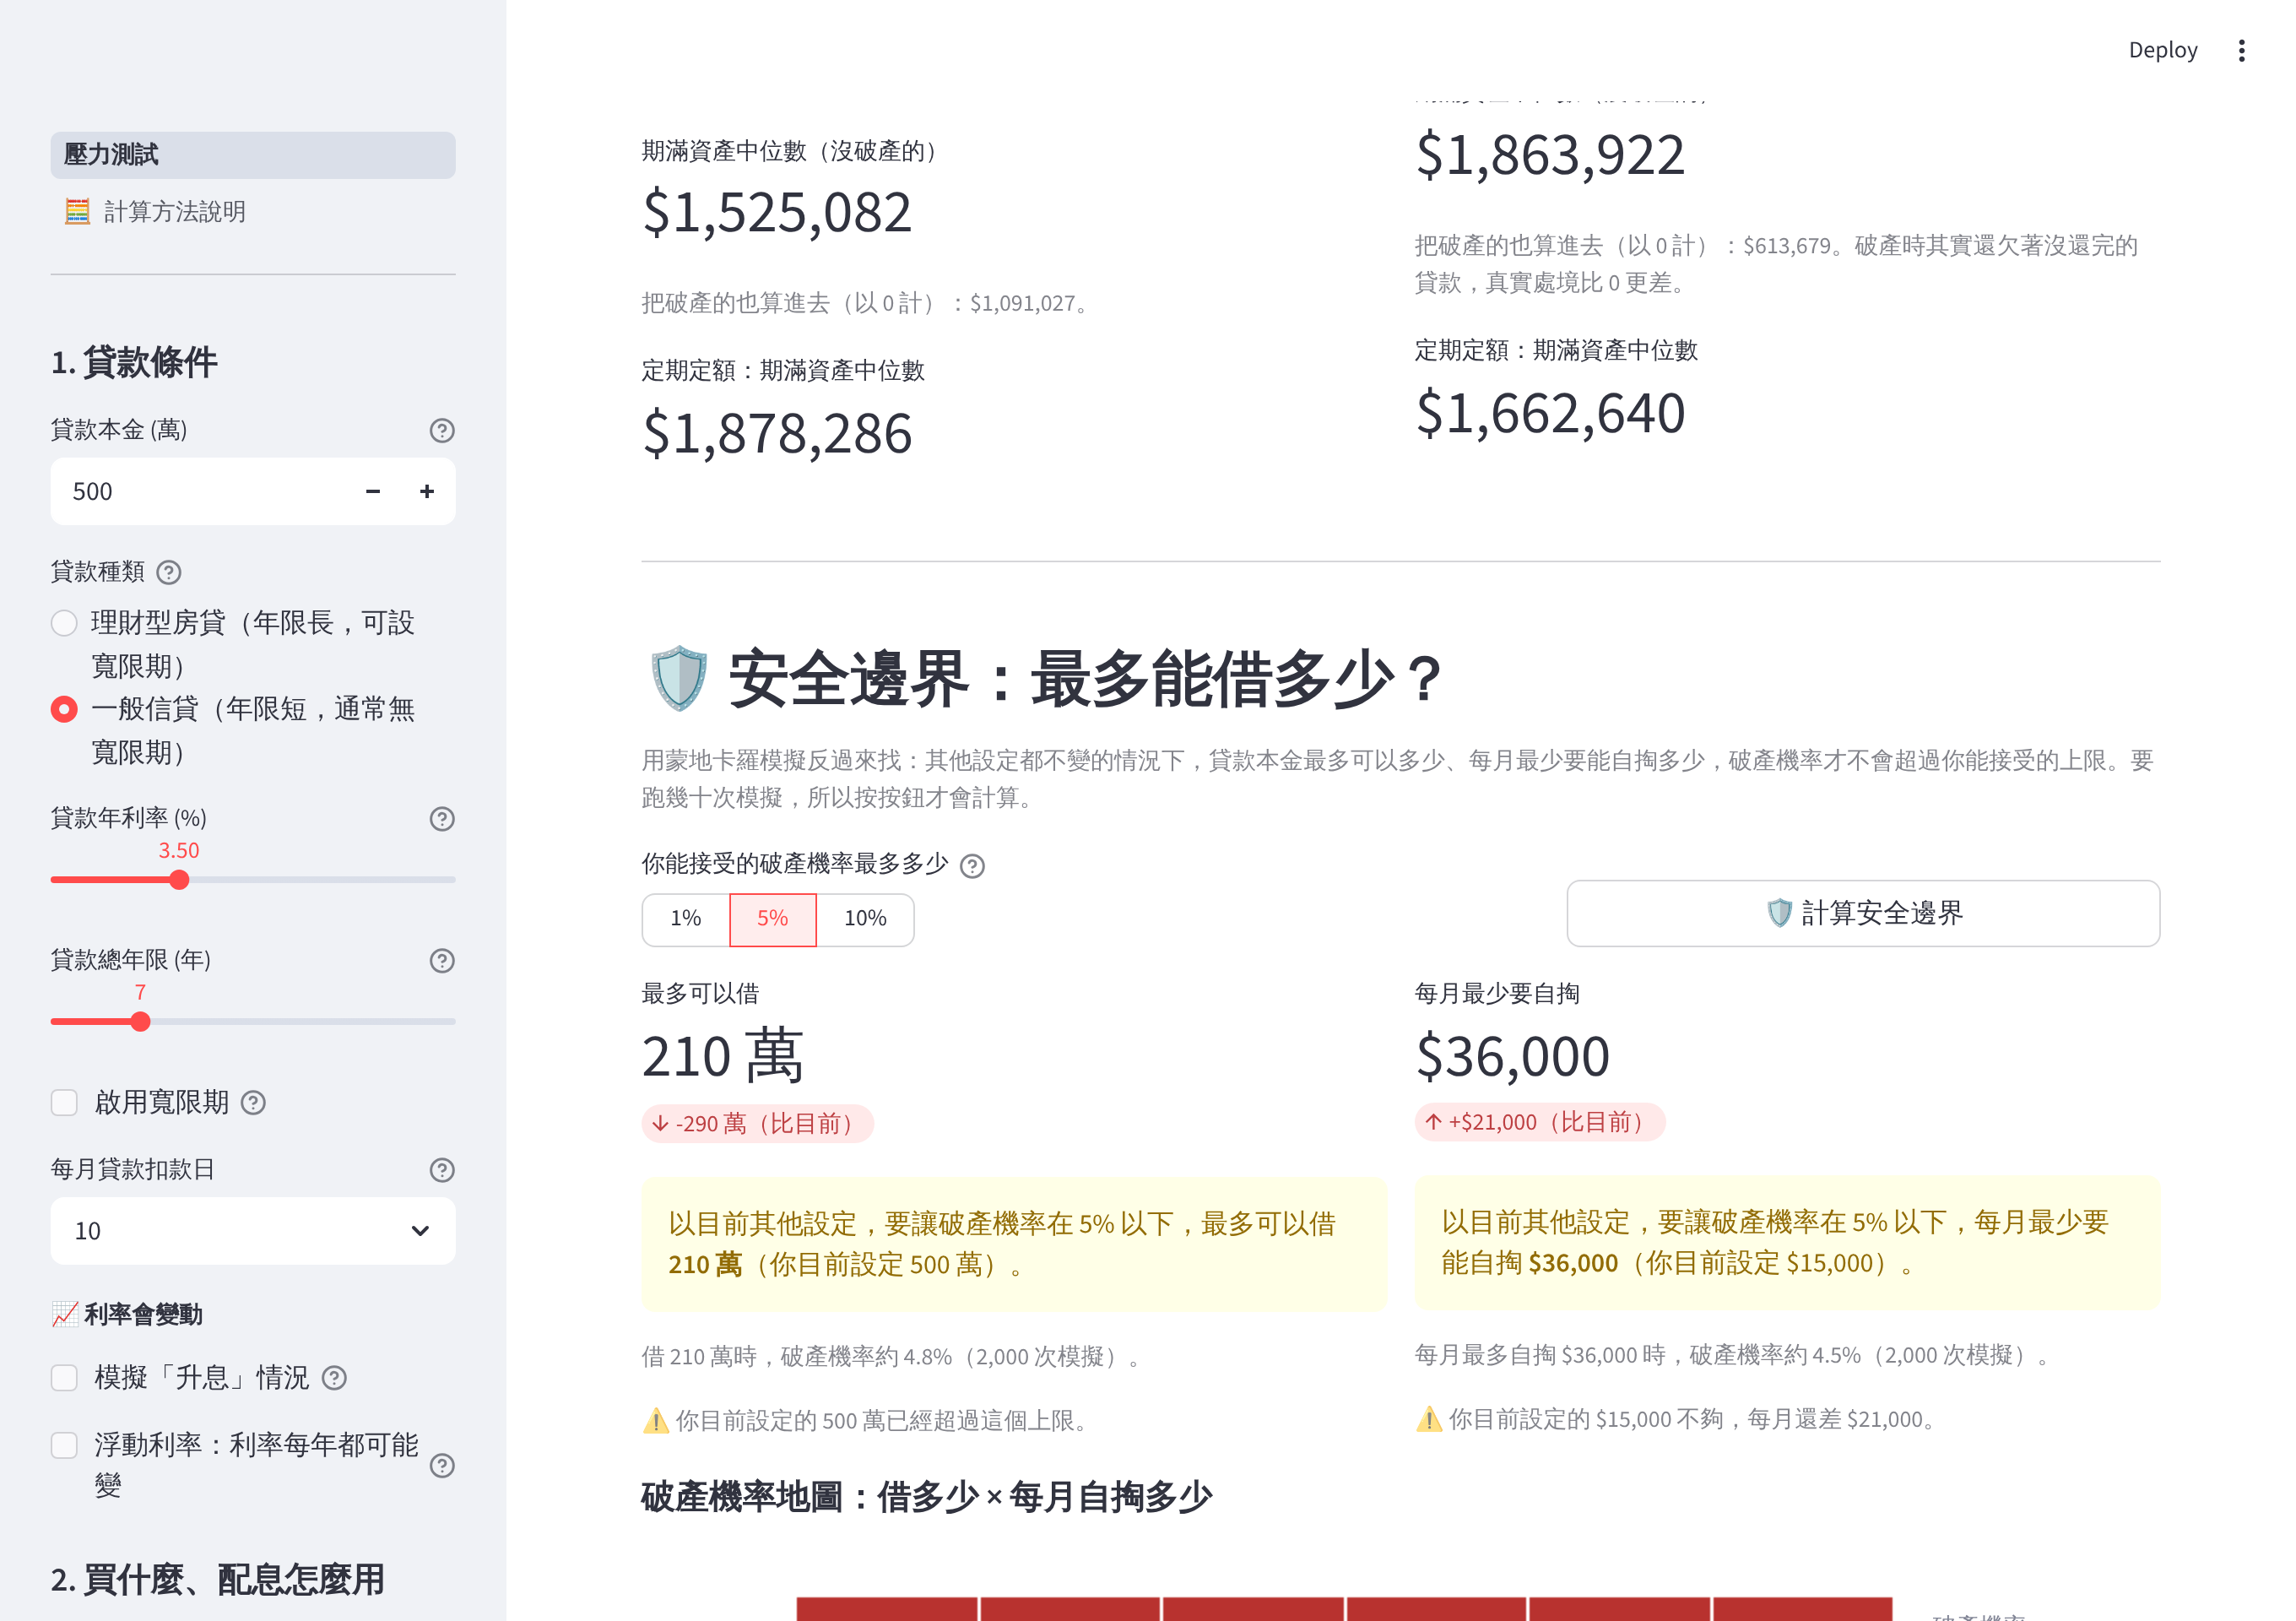 Deploy
壓力測試
計算方法說明
1. 貸款條件
貸款本金 (萬)
500
貸款種類
理財型房貸（年限長，可設
寬限期）
一般信貸（年限短，通常無
寬限期）
貸款年利率 (%)
3.50
貸款總年限 (年)
7
啟用寬限期
每月貸款扣款日
10
利率會變動
模擬「升息」情況
浮動利率：利率每年都可能
變
2. 買什麼、配息怎麼用
期滿資產中位數（沒破產的）
$1,525,082
把破產的也算進去（以 0 計）：$1,091,027。
定期定額：期滿資產中位數
$1,878,286
$1,863,922
把破產的也算進去（以 0 計）：$613,679。破產時其實還欠著沒還完的
貸款，真實處境比 0 更差。
定期定額：期滿資產中位數
$1,662,640
安全邊界：最多能借多少？
用蒙地卡羅模擬反過來找：其他設定都不變的情況下，貸款本金最多可以多少、每月最少要能自掏多少，破產機率才不會超過你能接受的上限。要
跑幾十次模擬，所以按按鈕才會計算。
你能接受的破產機率最多多少
1%
5%
10%
計算安全邊界
最多可以借
210 萬
↓ -290 萬（比目前）
以目前其他設定，要讓破產機率在 5% 以下，最多可以借
210 萬（你目前設定 500 萬）。
借 210 萬時，破產機率約 4.8%（2,000 次模擬）。
⚠️ 你目前設定的 500 萬已經超過這個上限。
每月最少要自掏
$36,000
↑ +$21,000（比目前）
以目前其他設定，要讓破產機率在 5% 以下，每月最少要
能自掏 $36,000（你目前設定 $15,000）。
每月最多自掏 $36,000 時，破產機率約 4.5%（2,000 次模擬）。
⚠️ 你目前設定的 $15,000 不夠，每月還差 $21,000。
破產機率地圖：借多少 × 每月自掏多少